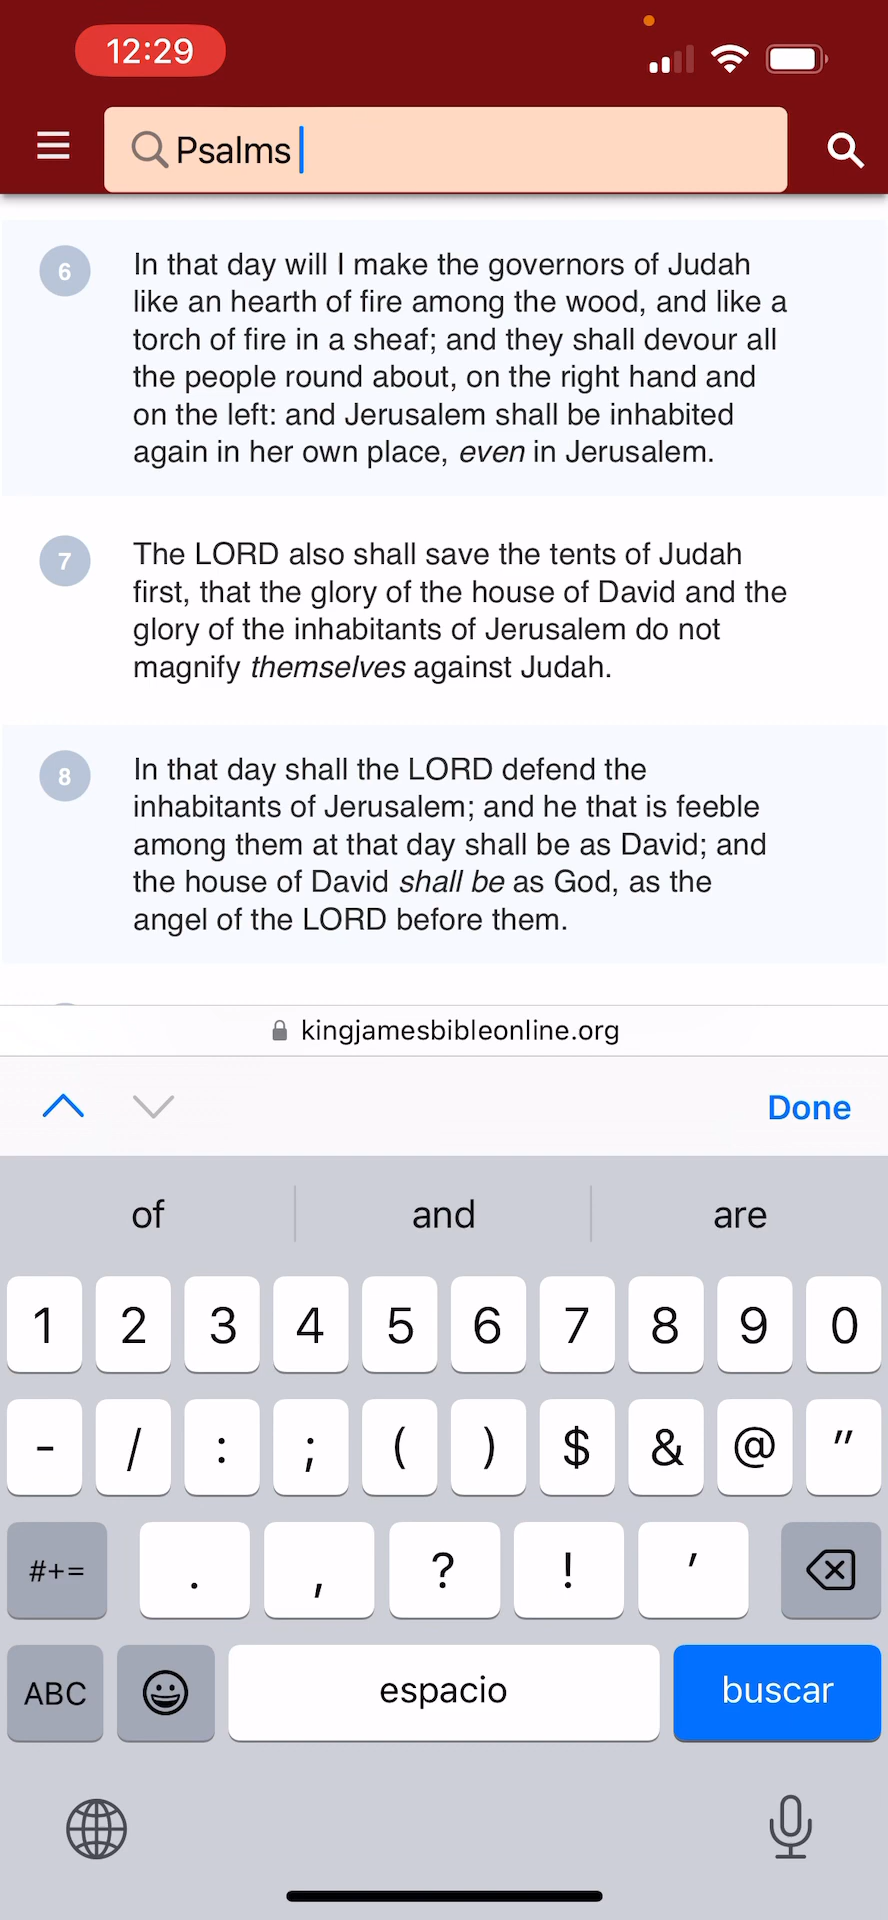 12:29
Psalms
6
In that day will I make the governors of Judah
like an hearth of fire among the wood, and like a
torch of fire in a sheaf; and they shall devour all
the people round about, on the right hand and
on the left: and Jerusalem shall be inhabited
again in her own place, even in Jerusalem.
7
The LORD also shall save the tents of Judah
first, that the glory of the house of David and the
glory of the inhabitants of Jerusalem do not
magnify themselves against Judah.
8
In that day shall the LORD defend the
inhabitants of Jerusalem; and he that is feeble
among them at that day shall be as David; and
the house of David shall be as God, as the
angel of the LORD before them.
kingjamesbibleonline.org
Done
of and are
1 2 3 4 5 6 7 8 9 0
- / : ; ( ) $ & @ "
#+= . , ? ! '
ABC espacio buscar